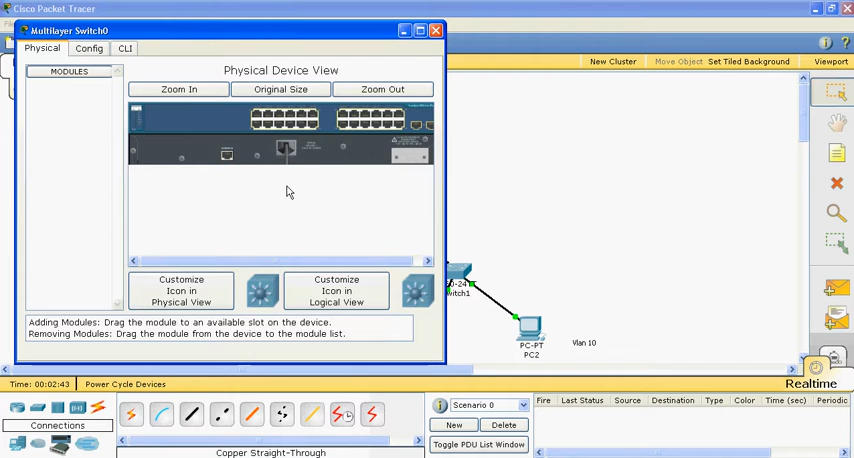 Cisco Packet Tracer
Multilayer Switch0
Physical
Config
CLI
MODULES
Physical Device View
Zoom In
Original Size
Zoom Out
Customize
Icon in
Physical View
Customize
Icon in
Logical View
Adding Modules: Drag the module to an available slot on the device.
Removing Modules: Drag the module from the device to the module list.
New Cluster
Move Object
Set Tiled Background
Viewport
0-24
witch1
PC-PT
PC2
Vlan 10
Time: 00:02:43
Power Cycle Devices
Realtime
Connections
Copper Straight-Through
Scenario 0
New
Delete
Toggle PDU List Window
Fire
Last Status
Source
Destination
Type
Color
Time (sec)
Periodic